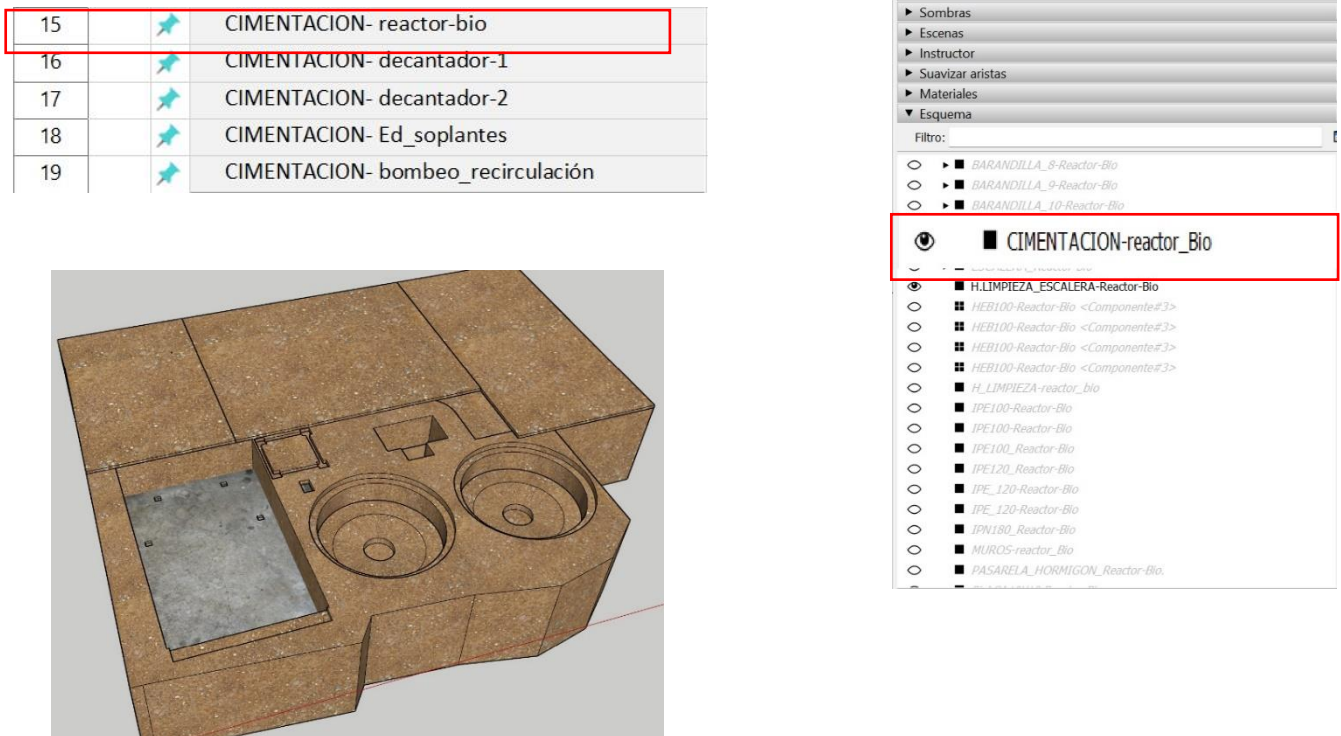 15 CIMENTACION- reactor-bio
16 CIMENTACION- decantador-1
17 CIMENTACION- decantador-2
18 CIMENTACION- Ed_soplantes
19 CIMENTACION- bombeo_recirculación
Sombras
Escenas
Instructor
Suavizar aristas
Materiales
Esquema
Filtro:
BARANDILLA_8-Reactor-Bio
BARANDILLA_9-Reactor-Bio
BARANDILLA_10-Reactor-Bio
CIMENTACION-reactor_Bio
H.LIMPIEZA_ESCALERA-Reactor-Bio
HEB100-Reactor-Bio <Componente#3>
HEB100-Reactor-Bio <Componente#3>
HEB100-Reactor-Bio <Componente#3>
HEB100-Reactor-Bio <Componente#3>
H_LIMPIEZA-reactor_bio
IPE100-Reactor-Bio
IPE100-Reactor-Bio
IPE100_Reactor-Bio
IPE120_Reactor-Bio
IPE_120-Reactor-Bio
IPE_120-Reactor-Bio
IPN180_Reactor-Bio
MUROS-reactor_Bio
PASARELA_HORMIGON_Reactor-Bio.